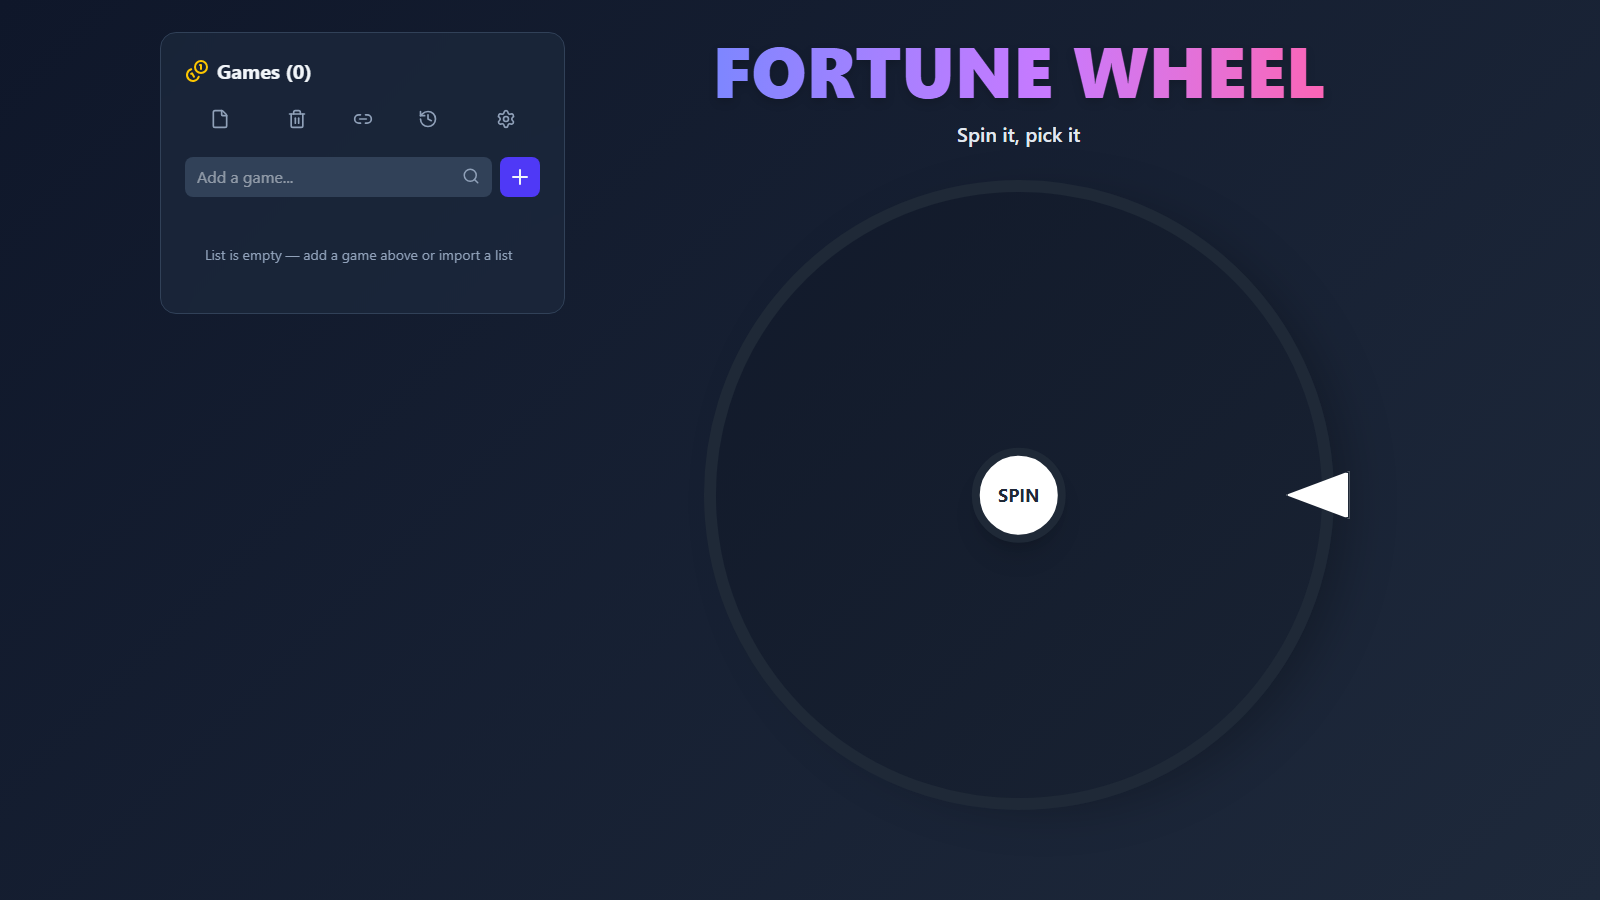 Games (0)
Add a game...
List is empty — add a game above or import a list
FORTUNE WHEEL
Spin it, pick it
SPIN